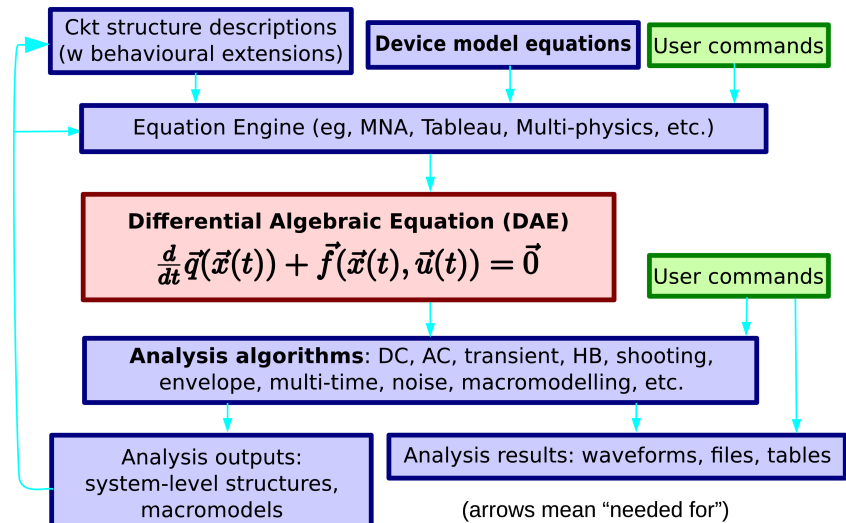 Ckt structure descriptions
(w behavioural extensions)
Device model equations
User commands
Equation Engine (eg, MNA, Tableau, Multi-physics, etc.)
Differential Algebraic Equation (DAE)
d/dt q⃗(x⃗(t)) + f⃗(x⃗(t), u⃗(t)) = 0⃗
User commands
Analysis algorithms: DC, AC, transient, HB, shooting,
envelope, multi-time, noise, macromodelling, etc.
Analysis outputs:
system-level structures,
macromodels
Analysis results: waveforms, files, tables
(arrows mean “needed for”)